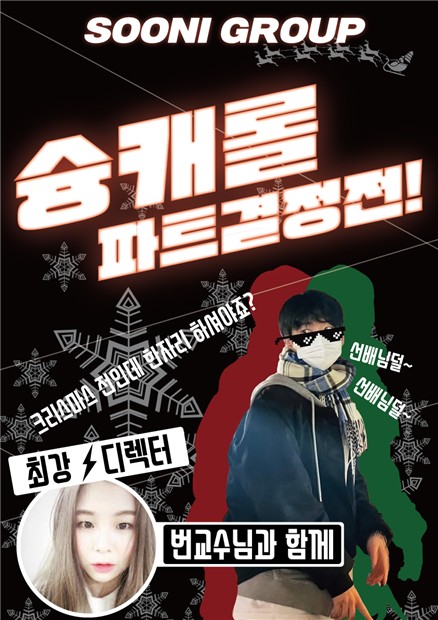 SOONI GROUP
슝캐롤
파트결정전!
크리스마스 전인데 한자리 하셔야죠?
선배님덜~
선배님덜~
최강⚡디렉터
번교수님과 함께